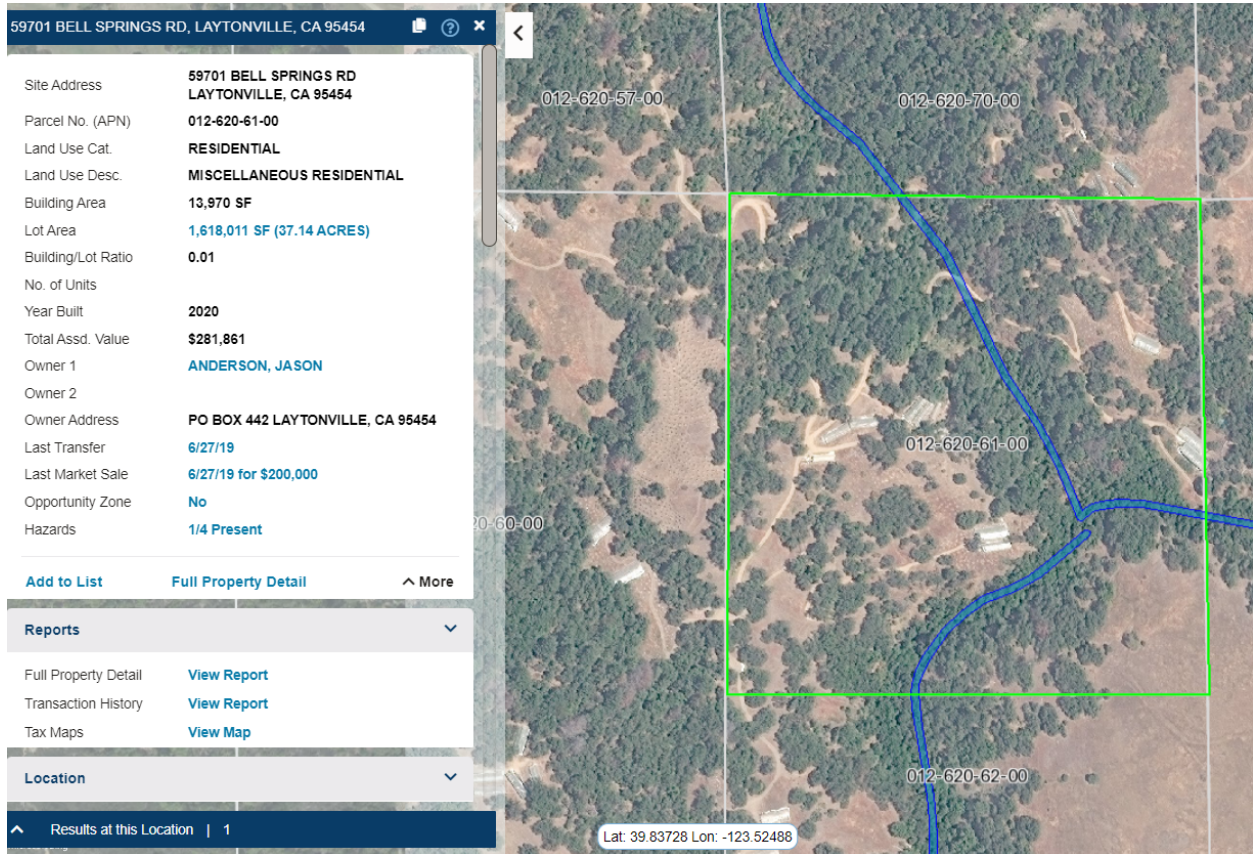 59701 BELL SPRINGS RD, LAYTONVILLE, CA 95454
Site Address 59701 BELL SPRINGS RD
LAYTONVILLE, CA 95454
Parcel No. (APN) 012-620-61-00
Land Use Cat. RESIDENTIAL
Land Use Desc. MISCELLANEOUS RESIDENTIAL
Building Area 13,970 SF
Lot Area 1,618,011 SF (37.14 ACRES)
Building/Lot Ratio 0.01
No. of Units
Year Built 2020
Total Assd. Value $281,861
Owner 1 ANDERSON, JASON
Owner 2
Owner Address PO BOX 442 LAYTONVILLE, CA 95454
Last Transfer 6/27/19
Last Market Sale 6/27/19 for $200,000
Opportunity Zone No
Hazards 1/4 Present
Add to List Full Property Detail More
Reports
Full Property Detail View Report
Transaction History View Report
Tax Maps View Map
Location
Results at this Location | 1
012-620-57-00
012-620-70-00
012-620-61-00
20-60-00
012-620-62-00
Lat: 39.83728 Lon: -123.52488